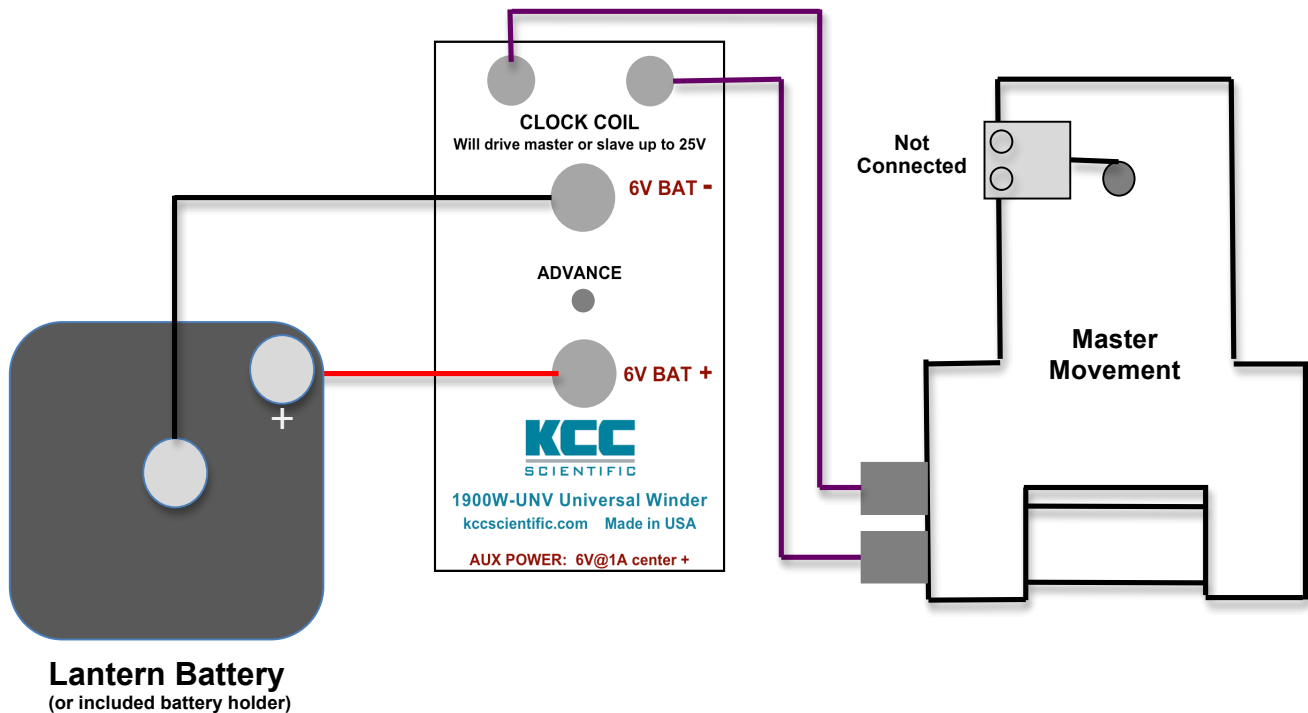 CLOCK COIL
Will drive master or slave up to 25V
6V BAT -
ADVANCE
6V BAT +
KCC
SCIENTIFIC
1900W-UNV Universal Winder
kccscientific.com Made in USA
AUX POWER: 6V@1A center +
+
Lantern Battery
(or included battery holder)
Not
Connected
Master
Movement